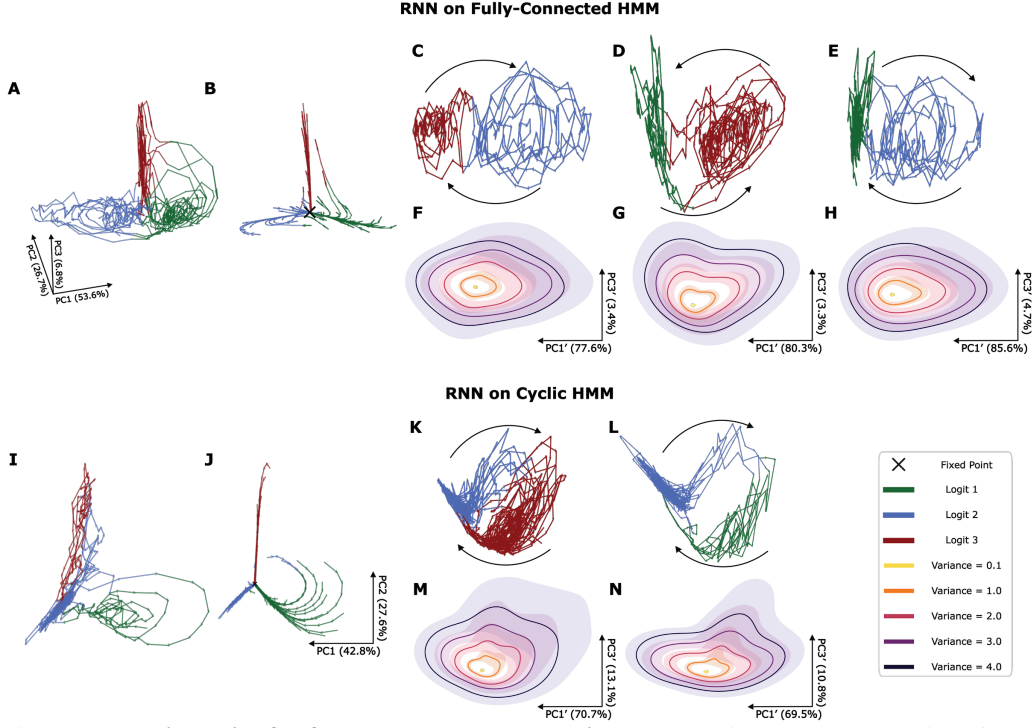 RNN on Fully-Connected HMM
A
B
C
D
E
PC2 (26.7%)
PC3 (6.8%)
PC1 (53.6%)
F
G
H
PC3′ (3.4%)
PC1′ (77.6%)
PC3′ (3.3%)
PC1′ (80.3%)
PC3′ (4.7%)
PC1′ (85.6%)
RNN on Cyclic HMM
I
J
K
L
PC2 (27.6%)
PC1 (42.8%)
M
N
PC3′ (13.1%)
PC1′ (70.7%)
PC3′ (10.8%)
PC1′ (69.5%)
Fixed Point
Logit 1
Logit 2
Logit 3
Variance = 0.1
Variance = 1.0
Variance = 2.0
Variance = 3.0
Variance = 4.0